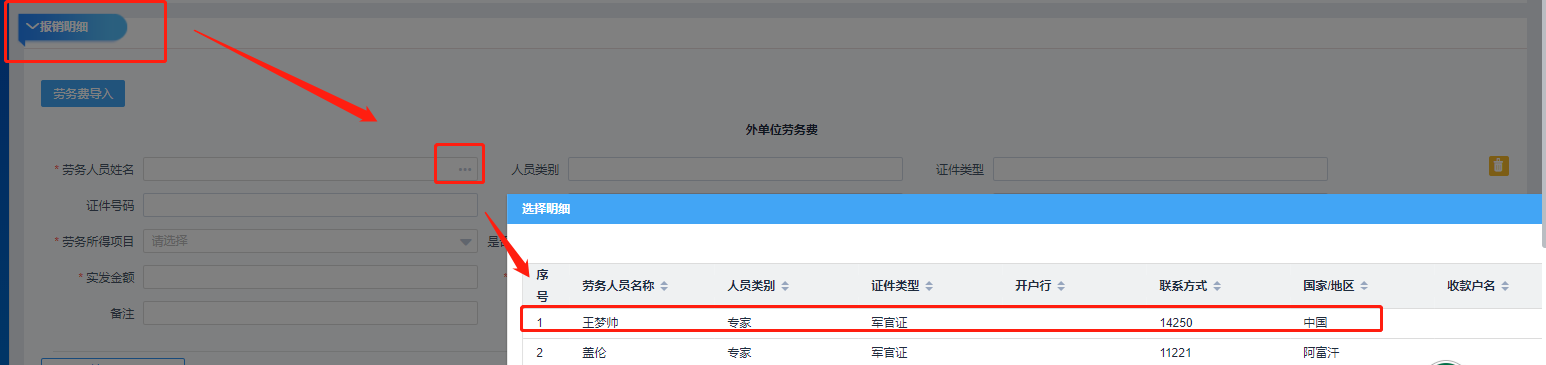 报销明细
劳务费导入
外单位劳务费
* 劳务人员姓名 ... 人员类别 证件类型
证件号码
选择明细
* 劳务所得项目 请选择
* 实发金额
备注
序号 劳务人员名称 人员类别 证件类型 开户行 联系方式 国家/地区 收款户名
1 王梦帅 专家 军官证 14250 中国
2 盖伦 专家 军官证 11221 阿富汗